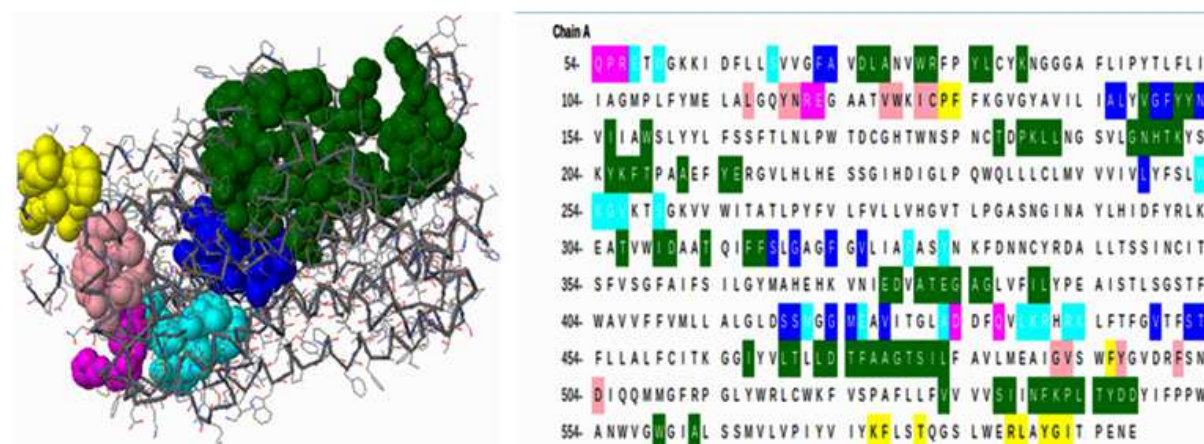 Chain A
54- QPRETWGKKI DFLLSVVGFA VDLANVWRFP YLCYKNGGGA FLIPYTLFLI
104- IAGMPLFYME LALGQYNREG AATVWKICPF FKGVGYAVIL IALYVGFYYN
154- VIIAWSLYYL FSSFTLNLPW TDCGHTWNSP NCTDPKLLNG SVLGNHTKYS
204- KYKFTPAAEF YERGVLHLHE SSGIHDIGLP QWQLLLCLMV VVIVLYFSLW
254- KGVKTSGKVV WITATLPYFV LFVLLVHGVT LPGASNGINA YLHIDFYRLK
304- EATVWIDAAT QIFFSLGAGF GVLIAFASYN KFDNNCYRDA LLTSSINCIT
354- SFVSGFAIFS ILGYMAHEHK VNIEDVATEG AGLVFILYPE AISTLSGSTF
404- WAVVFFVMLL ALGLDSSMGG MEAVITGLAD DFQVLKRHRK LFTFGVTFST
454- FLLALFCITK GGIYVLTLLD TFAAGTSILF AVLMEAIGVS WFYGVDRFSN
504- DIQQMMGFRP GLYWRLCWKF VSPAFLLFVV VVSIINFKPL TYDDYIFPPW
554- ANWVGWGIAL SSMVLVPIYV IYKFLSTQGS LWERLAYGIT PENE